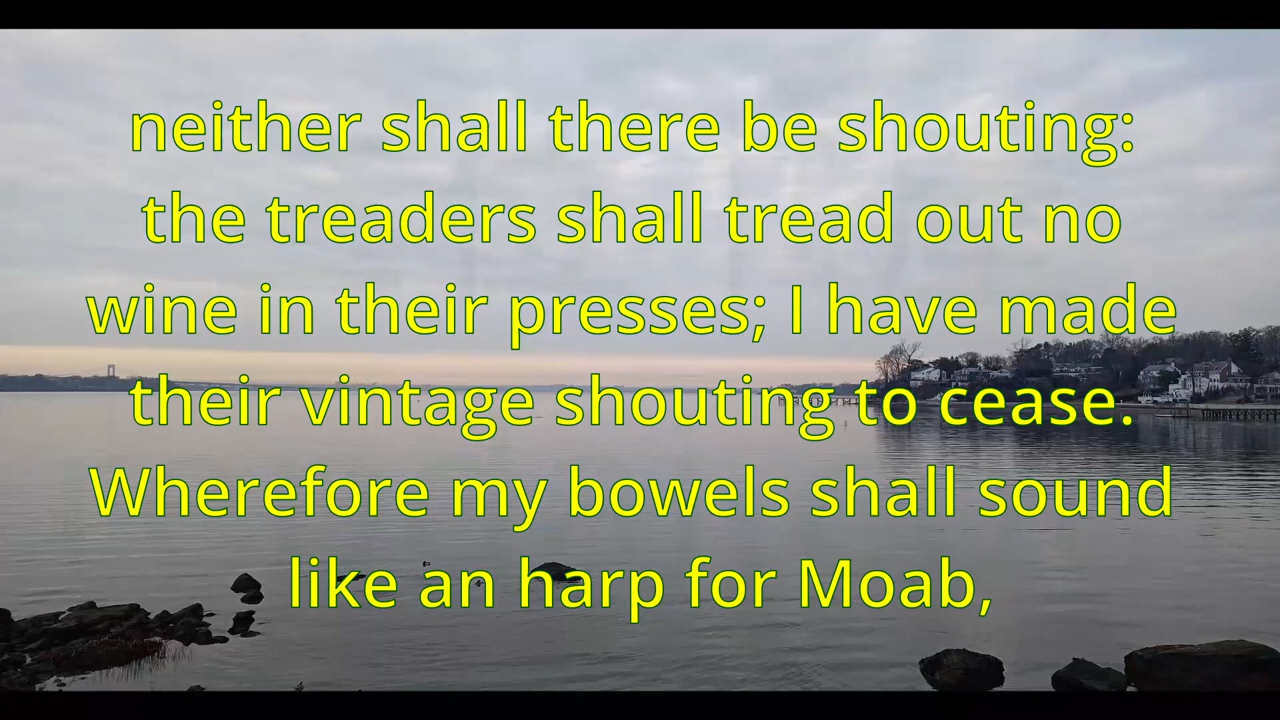 neither shall there be shouting:
the treaders shall tread out no
wine in their presses; I have made
their vintage shouting to cease.
Wherefore my bowels shall sound
like an harp for Moab,